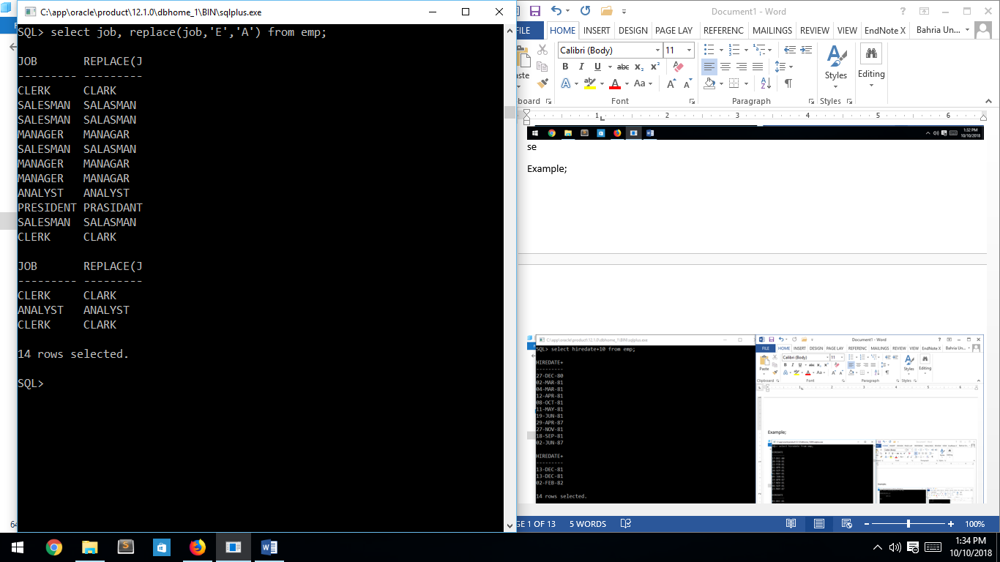 C:\app\oracle\product\12.1.0\dbhome_1\BIN\sqlplus.exe
SQL> select job, replace(job,'E','A') from emp;
JOB REPLACE(J
--------- ---------
CLERK CLARK
SALESMAN SALASMAN
SALESMAN SALASMAN
MANAGER MANAGAR
SALESMAN SALASMAN
MANAGER MANAGAR
MANAGER MANAGAR
ANALYST ANALYST
PRESIDENT PRASIDANT
SALESMAN SALASMAN
CLERK CLARK
JOB REPLACE(J
--------- ---------
CLERK CLARK
ANALYST ANALYST
CLERK CLARK
14 rows selected.
SQL>
64
Document1 - Word
FILE HOME INSERT DESIGN PAGE LAY REFERENC MAILINGS REVIEW VIEW EndNote X Bahria Un...
Calibri (Body) 11
Styles Editing
Font Paragraph Styles
1 2 3 4 5 6
1:32 PM
10/10/2018
se
Example;
C:\app\oracle\product\12.1.0\dbhome_1\BIN\sqlplus.exe
SQL> select hiredate+10 from emp;
HIREDATE+
---------
27-DEC-80
02-MAR-81
04-MAR-81
12-APR-81
08-OCT-81
11-MAY-81
19-JUN-81
29-APR-87
27-NOV-81
18-SEP-81
02-JUN-87
HIREDATE+
---------
13-DEC-81
13-DEC-81
02-FEB-82
14 rows selected.
Document1 - Word
FILE HOME INSERT DESIGN PAGE LAY REFERENC MAILINGS REVIEW VIEW EndNote X Bahria Un...
Calibri (Body) 11
Paste Styles Editing
Clipboard Font Paragraph Styles
Example;
GE 1 OF 13 5 WORDS 100%
1:34 PM
10/10/2018